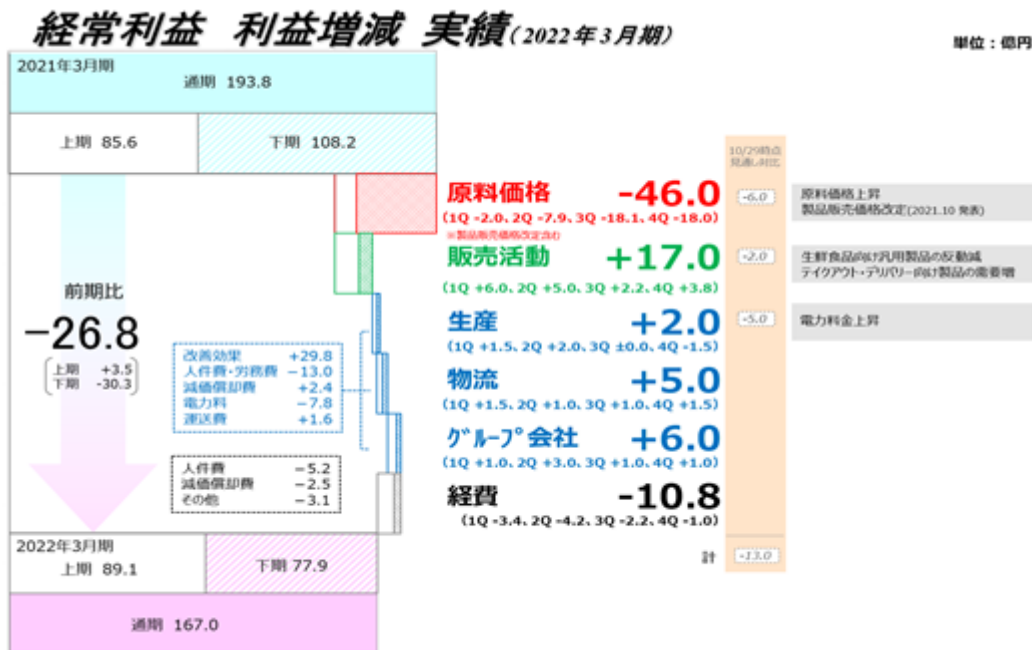 経常利益 利益増減 実績(2022年3月期)
単位：億円
2021年3月期
通期 193.8
上期 85.6
下期 108.2
10/29時点
見通し対比
原料価格 -46.0
(1Q -2.0、2Q -7.9、3Q -18.1、4Q -18.0)
※製品販売価格改定含む
-6.0
原料価格上昇
製品販売価格改定(2021.10 発表)
販売活動 +17.0
(1Q +6.0、2Q +5.0、3Q +2.2、4Q +3.8)
-2.0
生鮮食品向け汎用製品の反動減
テイクアウト・デリバリー向け製品の需要増
前期比
-26.8
上期 +3.5
下期 -30.3
生産 +2.0
(1Q +1.5、2Q +2.0、3Q ±0.0、4Q -1.5)
-5.0
電力料金上昇
改善効果 +29.8
人件費・労務費 -13.0
減価償却費 +2.4
電力料 -7.8
運送費 +1.6
物流 +5.0
(1Q +1.5、2Q +1.0、3Q +1.0、4Q +1.5)
グループ会社 +6.0
(1Q +1.0、2Q +3.0、3Q +1.0、4Q +1.0)
人件費 -5.2
減価償却費 -2.5
その他 -3.1
経費 -10.8
(1Q -3.4、2Q -4.2、3Q -2.2、4Q -1.0)
計 -13.0
2022年3月期
上期 89.1
下期 77.9
通期 167.0